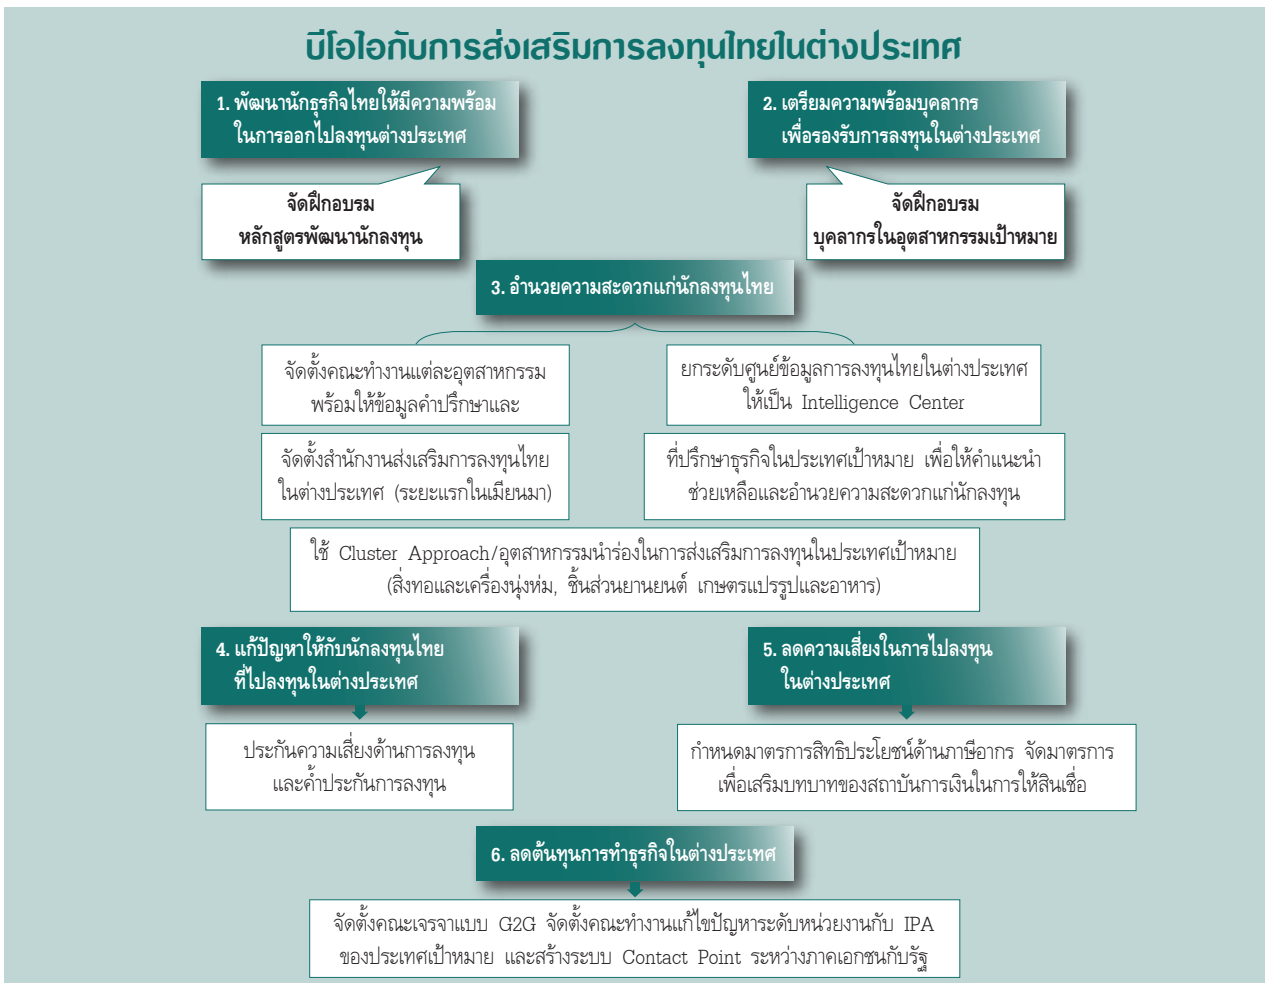 บีโอไอกับการส่งเสริมการลงทุนไทยในต่างประเทศ
1. พัฒนานักธุรกิจไทยให้มีความพร้อม
ในการออกไปลงทุนต่างประเทศ
2. เตรียมความพร้อมบุคลากร
เพื่อรองรับการลงทุนในต่างประเทศ
จัดฝึกอบรม
หลักสูตรพัฒนานักลงทุน
จัดฝึกอบรม
บุคลากรในอุตสาหกรรมเป้าหมาย
3. อำนวยความสะดวกแก่นักลงทุนไทย
จัดตั้งคณะทำงานแต่ละอุตสาหกรรม
พร้อมให้ข้อมูลคำปรึกษาและ
ยกระดับศูนย์ข้อมูลการลงทุนไทยในต่างประเทศ
ให้เป็น Intelligence Center
จัดตั้งสำนักงานส่งเสริมการลงทุนไทย
ในต่างประเทศ (ระยะแรกในเมียนมา)
ที่ปรึกษาธุรกิจในประเทศเป้าหมาย เพื่อให้คำแนะนำ
ช่วยเหลือและอำนวยความสะดวกแก่นักลงทุน
ใช้ Cluster Approach/อุตสาหกรรมนำร่องในการส่งเสริมการลงทุนในประเทศเป้าหมาย
(สิ่งทอและเครื่องนุ่งห่ม, ชิ้นส่วนยานยนต์ เกษตรแปรรูปและอาหาร)
4. แก้ปัญหาให้กับนักลงทุนไทย
ที่ไปลงทุนในต่างประเทศ
5. ลดความเสี่ยงในการไปลงทุน
ในต่างประเทศ
ประกันความเสี่ยงด้านการลงทุน
และค้ำประกันการลงทุน
กำหนดมาตรการสิทธิประโยชน์ด้านภาษีอากร จัดมาตรการ
เพื่อเสริมบทบาทของสถาบันการเงินในการให้สินเชื่อ
6. ลดต้นทุนการทำธุรกิจในต่างประเทศ
จัดตั้งคณะเจรจาแบบ G2G จัดตั้งคณะทำงานแก้ไขปัญหาระดับหน่วยงานกับ IPA
ของประเทศเป้าหมาย และสร้างระบบ Contact Point ระหว่างภาคเอกชนกับรัฐ